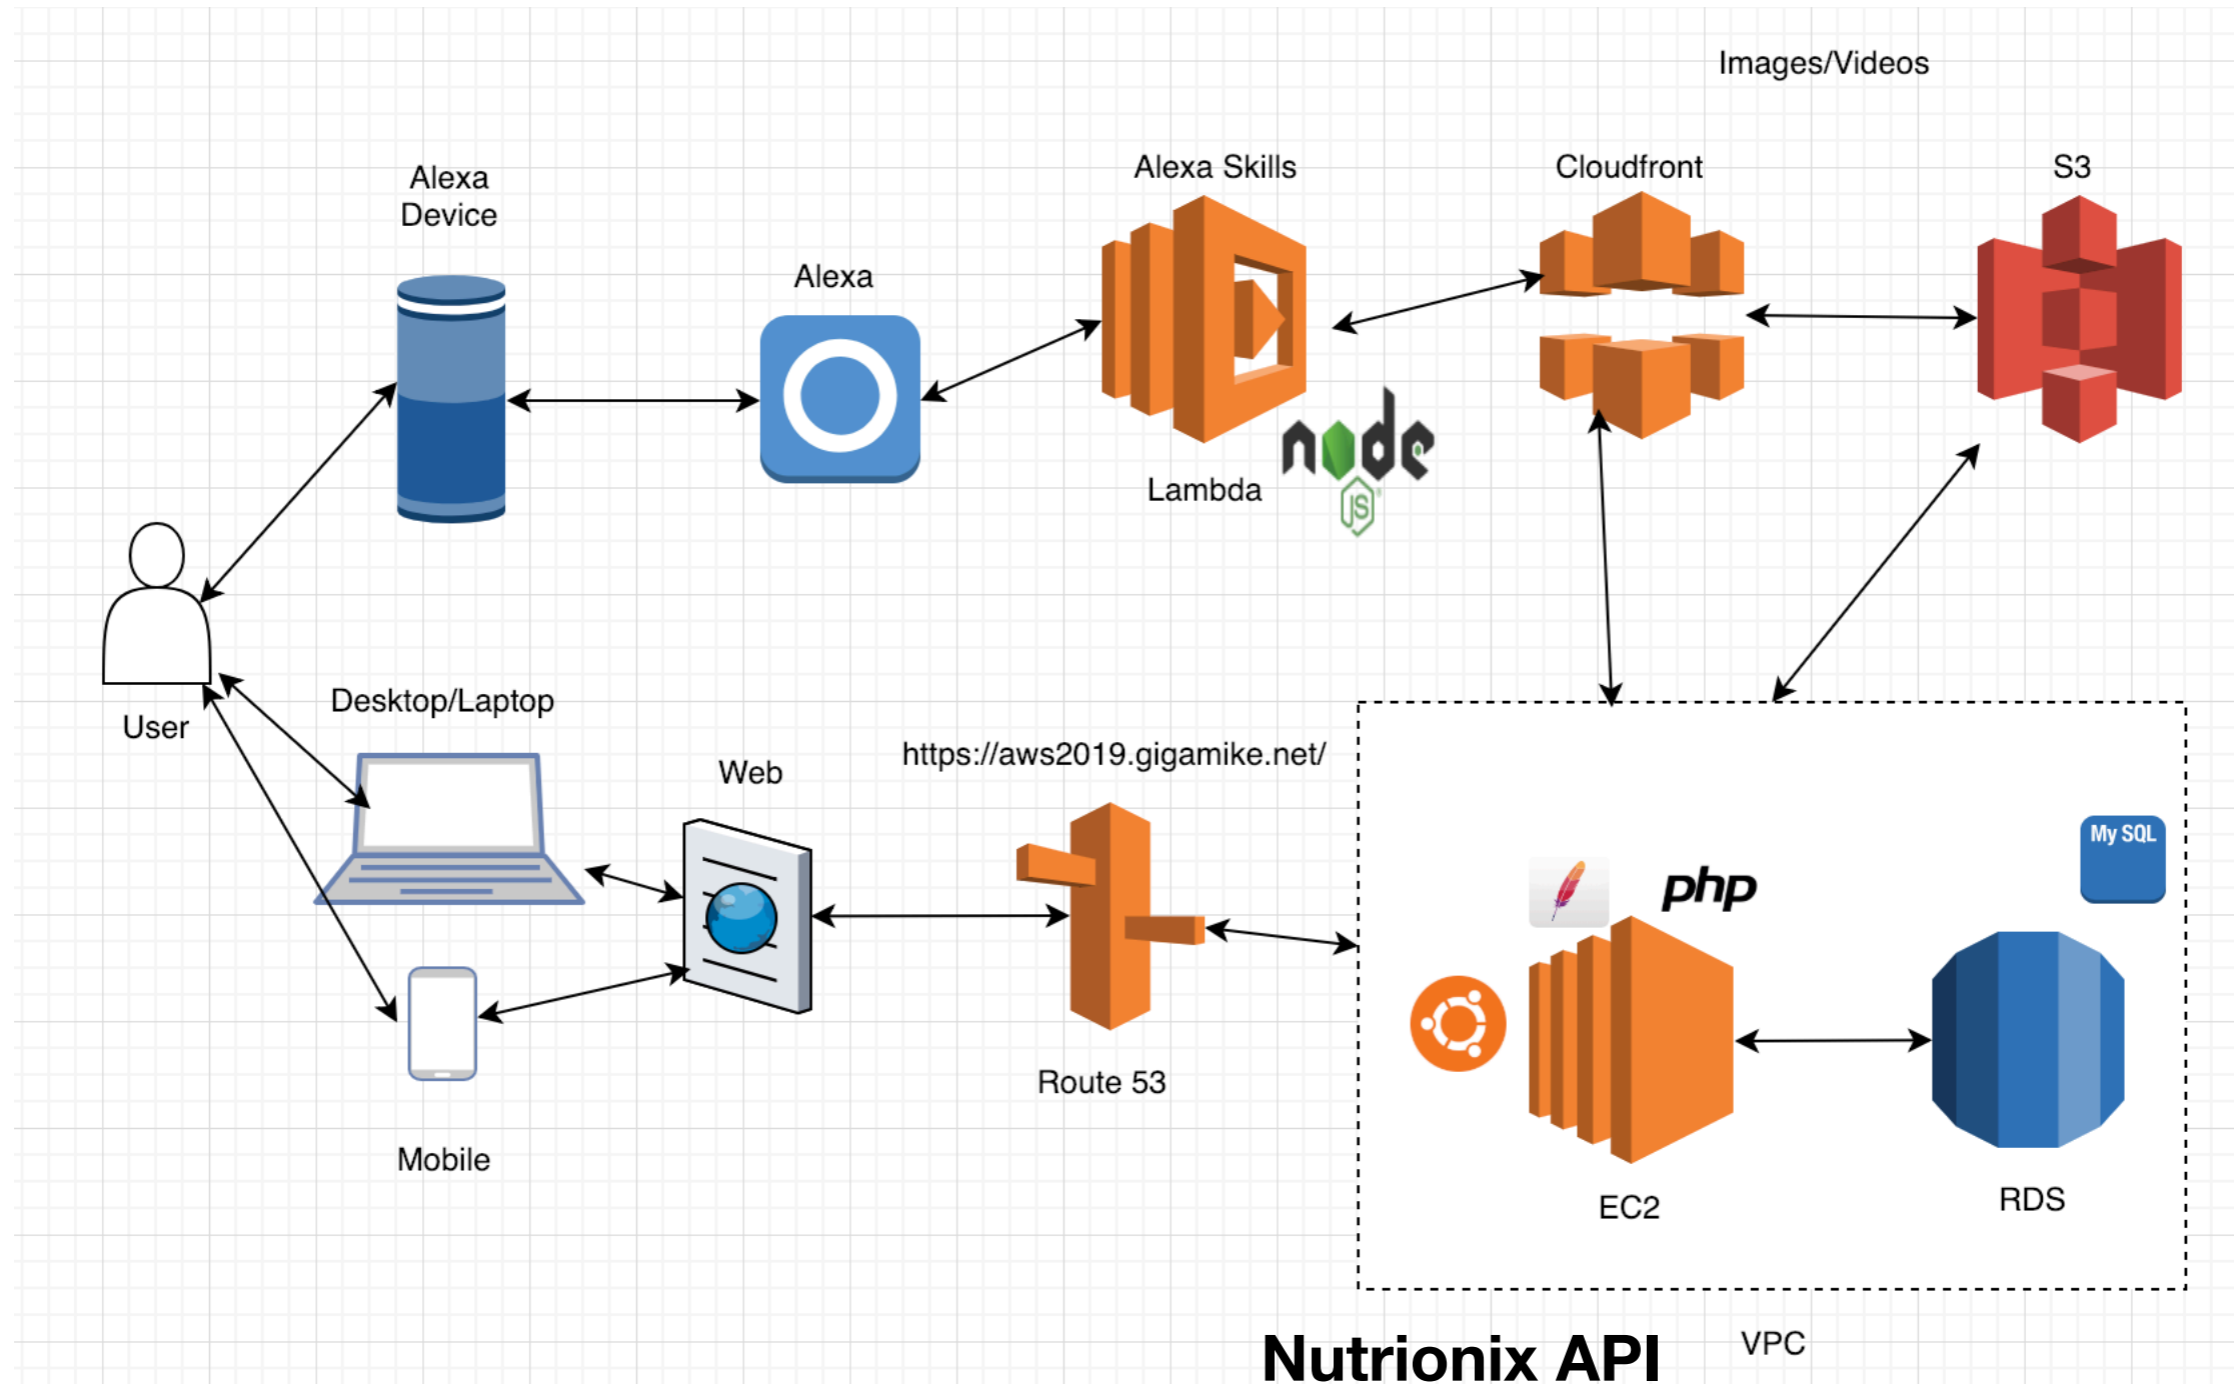 Images/Videos
Alexa
Device
Alexa
Alexa Skills
Cloudfront
S3
node
JS
Lambda
User
Desktop/Laptop
Web
https://aws2019.gigamike.net/
Route 53
Mobile
My SQL
php
EC2
RDS
Nutrionix API
VPC